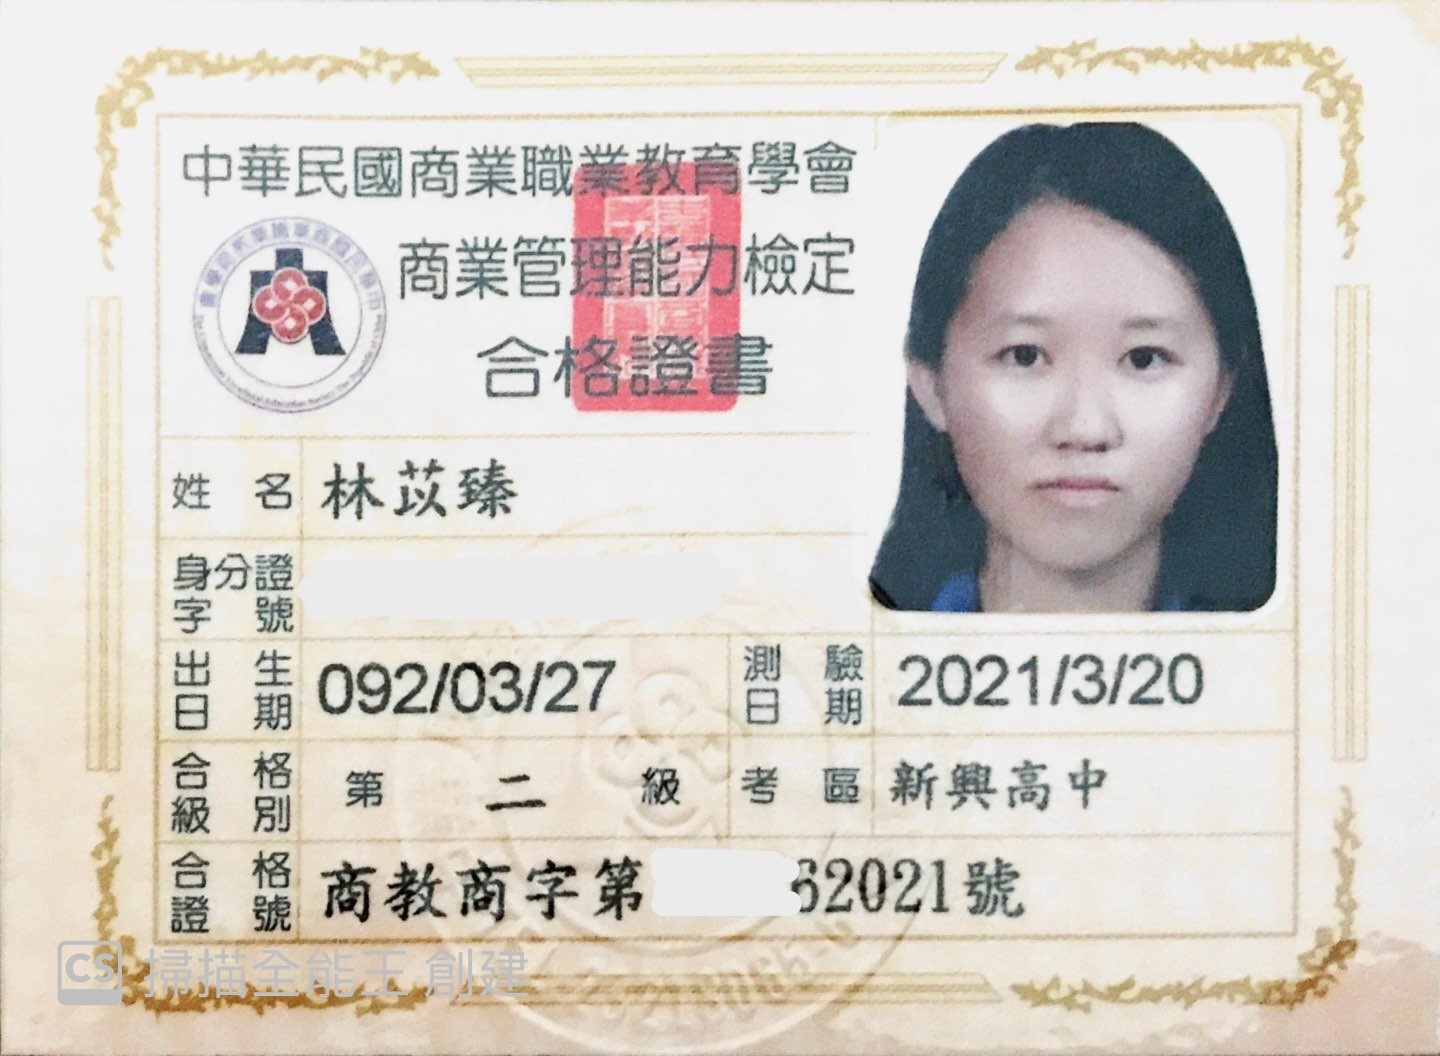 中華民國商業職業教育學會
商業管理能力檢定
合格證書
姓名 林苡臻
身分證字號
出生日期 092/03/27 測驗日期 2021/3/20
合格級別 第二級 考區 新興高中
合格證號 商教商字第62021號
CS 掃描全能王 創建